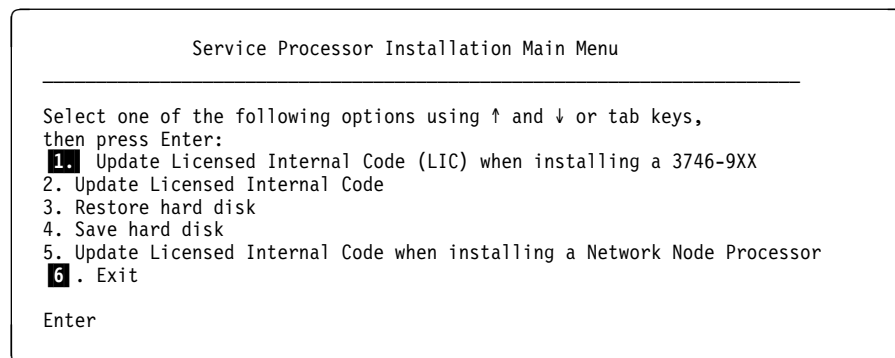 Service Processor Installation Main Menu
Select one of the following options using ↑ and ↓ or tab keys,
then press Enter:
1. Update Licensed Internal Code (LIC) when installing a 3746-9XX
2. Update Licensed Internal Code
3. Restore hard disk
4. Save hard disk
5. Update Licensed Internal Code when installing a Network Node Processor
6 . Exit
Enter